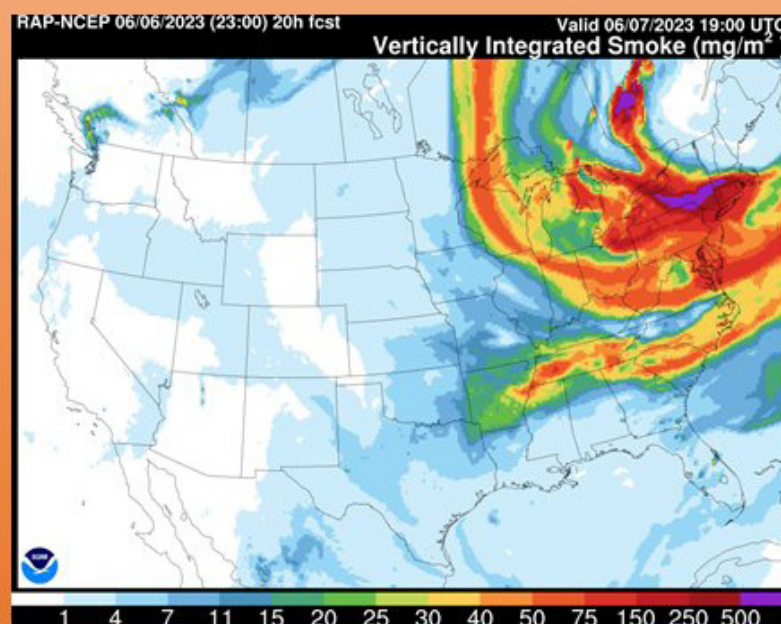 RAP-NCEP 06/06/2023 (23:00) 20h fcst
Valid 06/07/2023 19:00 UTC
Vertically Integrated Smoke (mg/m²
1 4 7 11 15 20 25 30 40 50 75 150 250 500